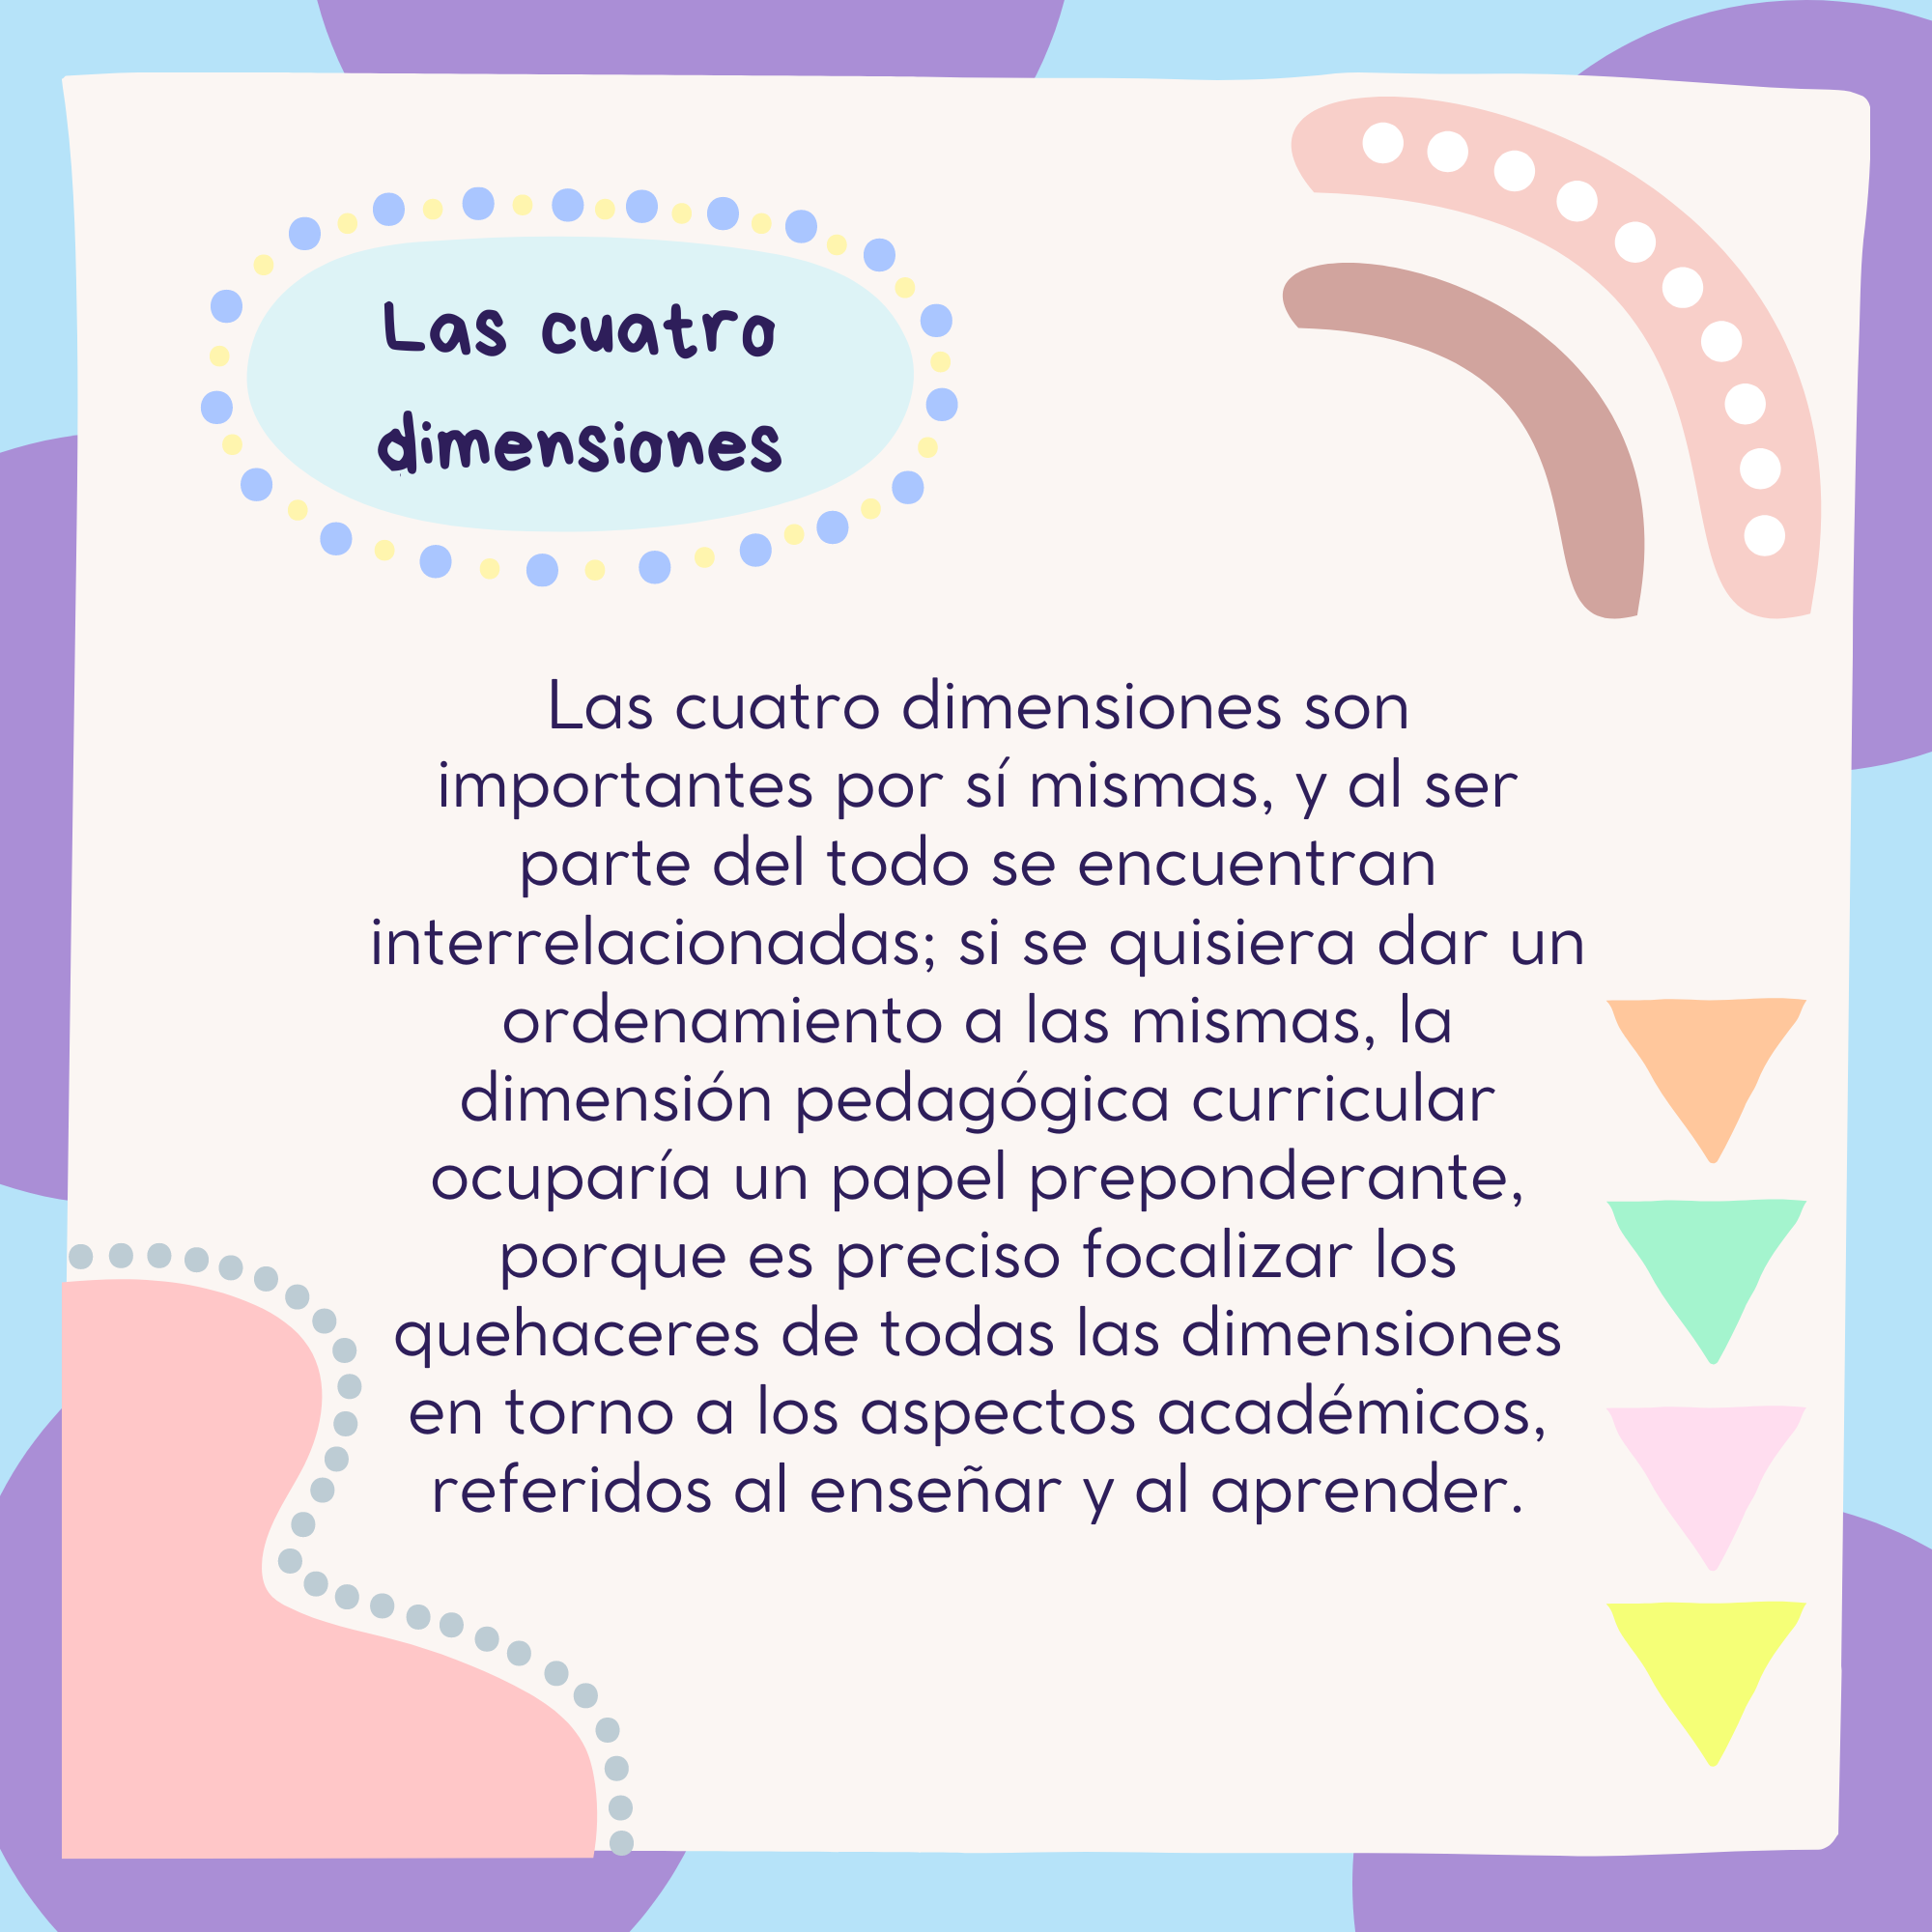 Las cuatro
dimensiones
Las cuatro dimensiones son
importantes por sí mismas, y al ser
parte del todo se encuentran
interrelacionadas; si se quisiera dar un
ordenamiento a las mismas, la
dimensión pedagógica curricular
ocuparía un papel preponderante,
porque es preciso focalizar los
quehaceres de todas las dimensiones
en torno a los aspectos académicos,
referidos al enseñar y al aprender.